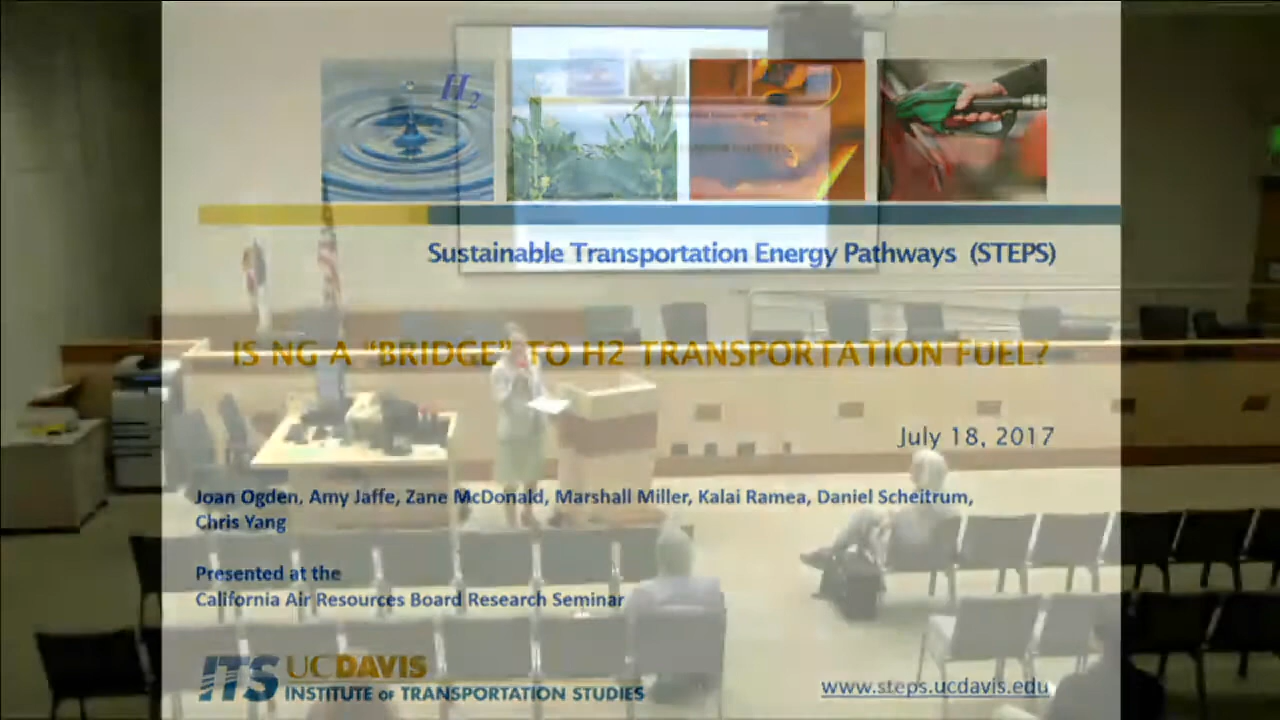 H2
Sustainable Transportation Energy Pathways (STEPS)
IS NG A “BRIDGE” TO H2 TRANSPORTATION FUEL?
July 18, 2017
Joan Ogden, Amy Jaffe, Zane McDonald, Marshall Miller, Kalai Ramea, Daniel Scheitrum,
Chris Yang
Presented at the
California Air Resources Board Research Seminar
ITS UCDAVIS
INSTITUTE OF TRANSPORTATION STUDIES
www.steps.ucdavis.edu